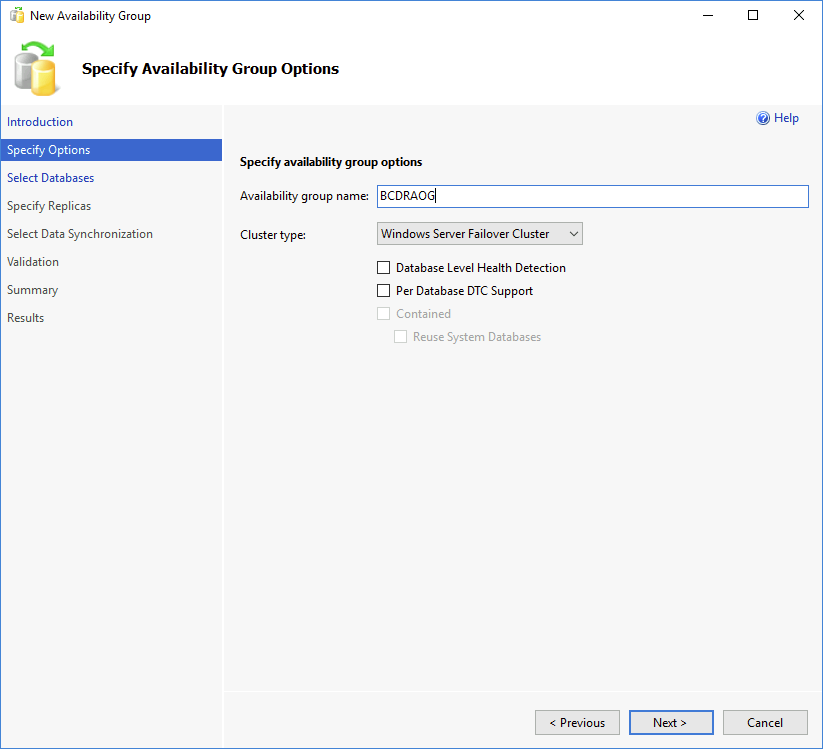 New Availability Group
Specify Availability Group Options
Introduction
Specify Options
Select Databases
Specify Replicas
Select Data Synchronization
Validation
Summary
Results
Help
Specify availability group options
Availability group name: BCDRAOG
Cluster type: Windows Server Failover Cluster
Database Level Health Detection
Per Database DTC Support
Contained
Reuse System Databases
< Previous Next > Cancel